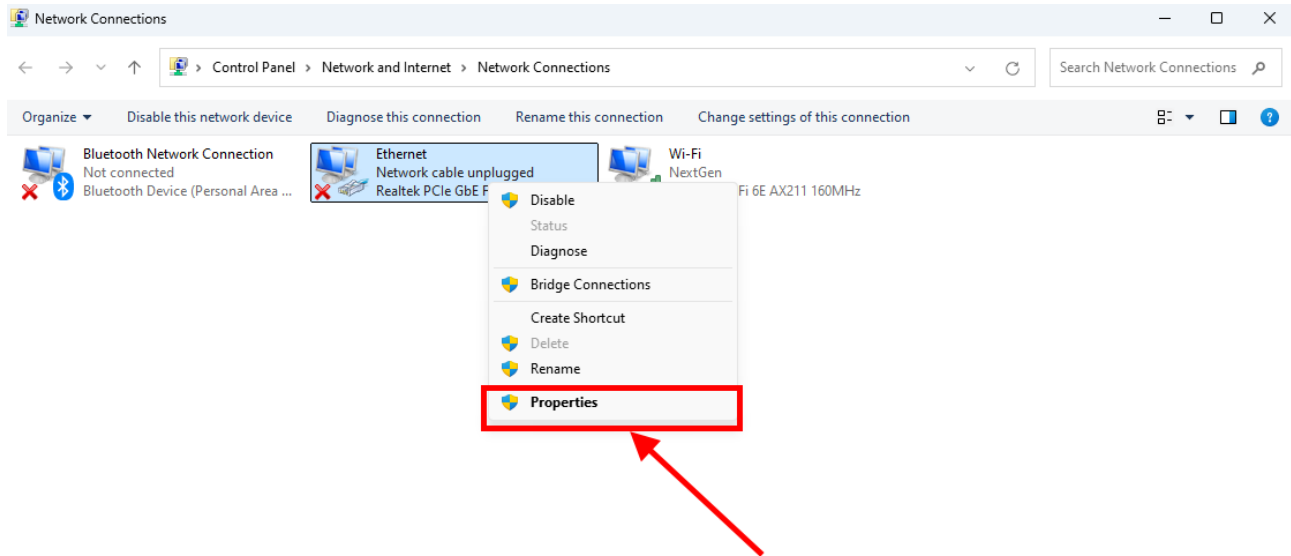 Network Connections
Control Panel > Network and Internet > Network Connections
Search Network Connections
Organize Disable this network device Diagnose this connection Rename this connection Change settings of this connection
Bluetooth Network Connection
Not connected
Bluetooth Device (Personal Area ...
Ethernet
Network cable unplugged
Realtek PCIe GbE F
Wi-Fi
NextGen
Fi 6E AX211 160MHz
Disable
Status
Diagnose
Bridge Connections
Create Shortcut
Delete
Rename
Properties